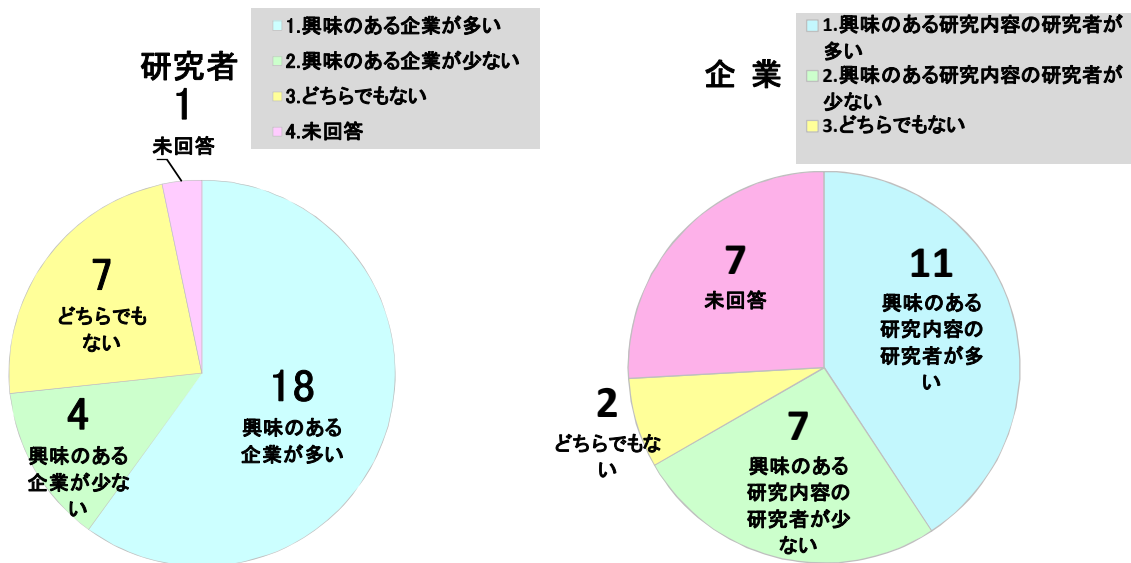 研究者
1.興味のある企業が多い
2.興味のある企業が少ない
3.どちらでもない
4.未回答
1
未回答
7
どちらでも
ない
4
興味のある
企業が少な
い
18
興味のある
企業が多い
企 業
1.興味のある研究内容の研究者が
多い
2.興味のある研究内容の研究者が
少ない
3.どちらでもない
7
未回答
11
興味のある
研究内容の
研究者が多
い
2
どちらでもな
い
7
興味のある
研究内容の
研究者が少
ない